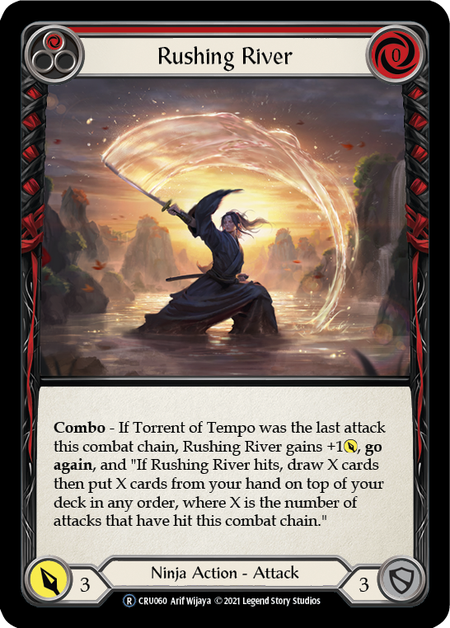 0
Rushing River
Combo - If Torrent of Tempo was the last attack
this combat chain, Rushing River gains +1, go
again, and "If Rushing River hits, draw X cards
then put X cards from your hand on top of your
deck in any order, where X is the number of
attacks that have hit this combat chain."
3
Ninja Action - Attack
3
R CRU060 Arif Wijaya © 2021 Legend Story Studios